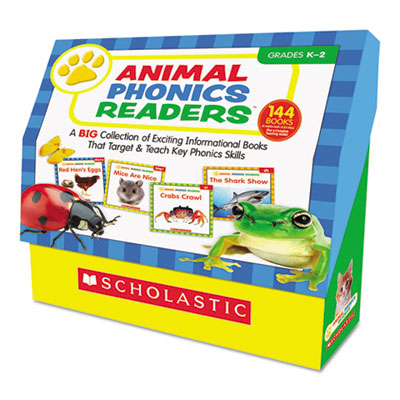 GRADES K–2
ANIMAL
PHONICS
READERS™
144
BOOKS
A BIG Collection of Exciting Informational Books
That Target & Teach Key Phonics Skills
Red Hen's Eggs
Mice Are Nice
Crabs Crawl
The Shark Show
SCHOLASTIC